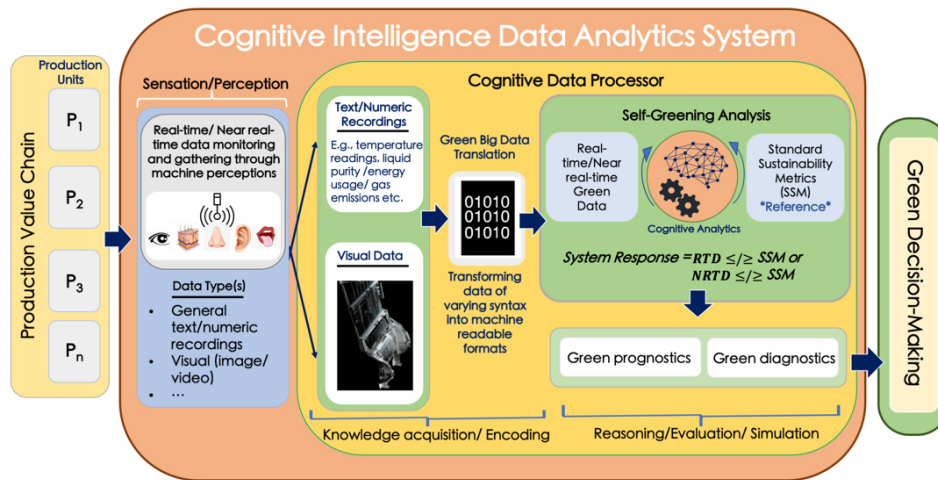 Cognitive Intelligence Data Analytics System
Production Value Chain
Production
Units
P1
P2
P3
Pn
Sensation/Perception
Real-time/ Near real-
time data monitoring
and gathering through
machine perceptions
Data Type(s)
• General
text/numeric
recordings
• Visual (image/
video)
• ...
Cognitive Data Processor
Text/Numeric
Recordings
E.g., temperature
readings, liquid
purity /energy
usage/ gas
emissions etc.
Visual Data
Green Big Data
Translation
01010
01010
01010
Transforming
data of
varying syntax
into machine
readable
formats
Knowledge acquisition/ Encoding
Self-Greening Analysis
Real-
time/Near
real-time
Green
Data
Cognitive Analytics
Standard
Sustainability
Metrics
(SSM)
*Reference*
System Response =RTD ≤/≥ SSM or
NRTD ≤/≥ SSM
Green prognostics
Green diagnostics
Reasoning/Evaluation/ Simulation
Green Decision-Making